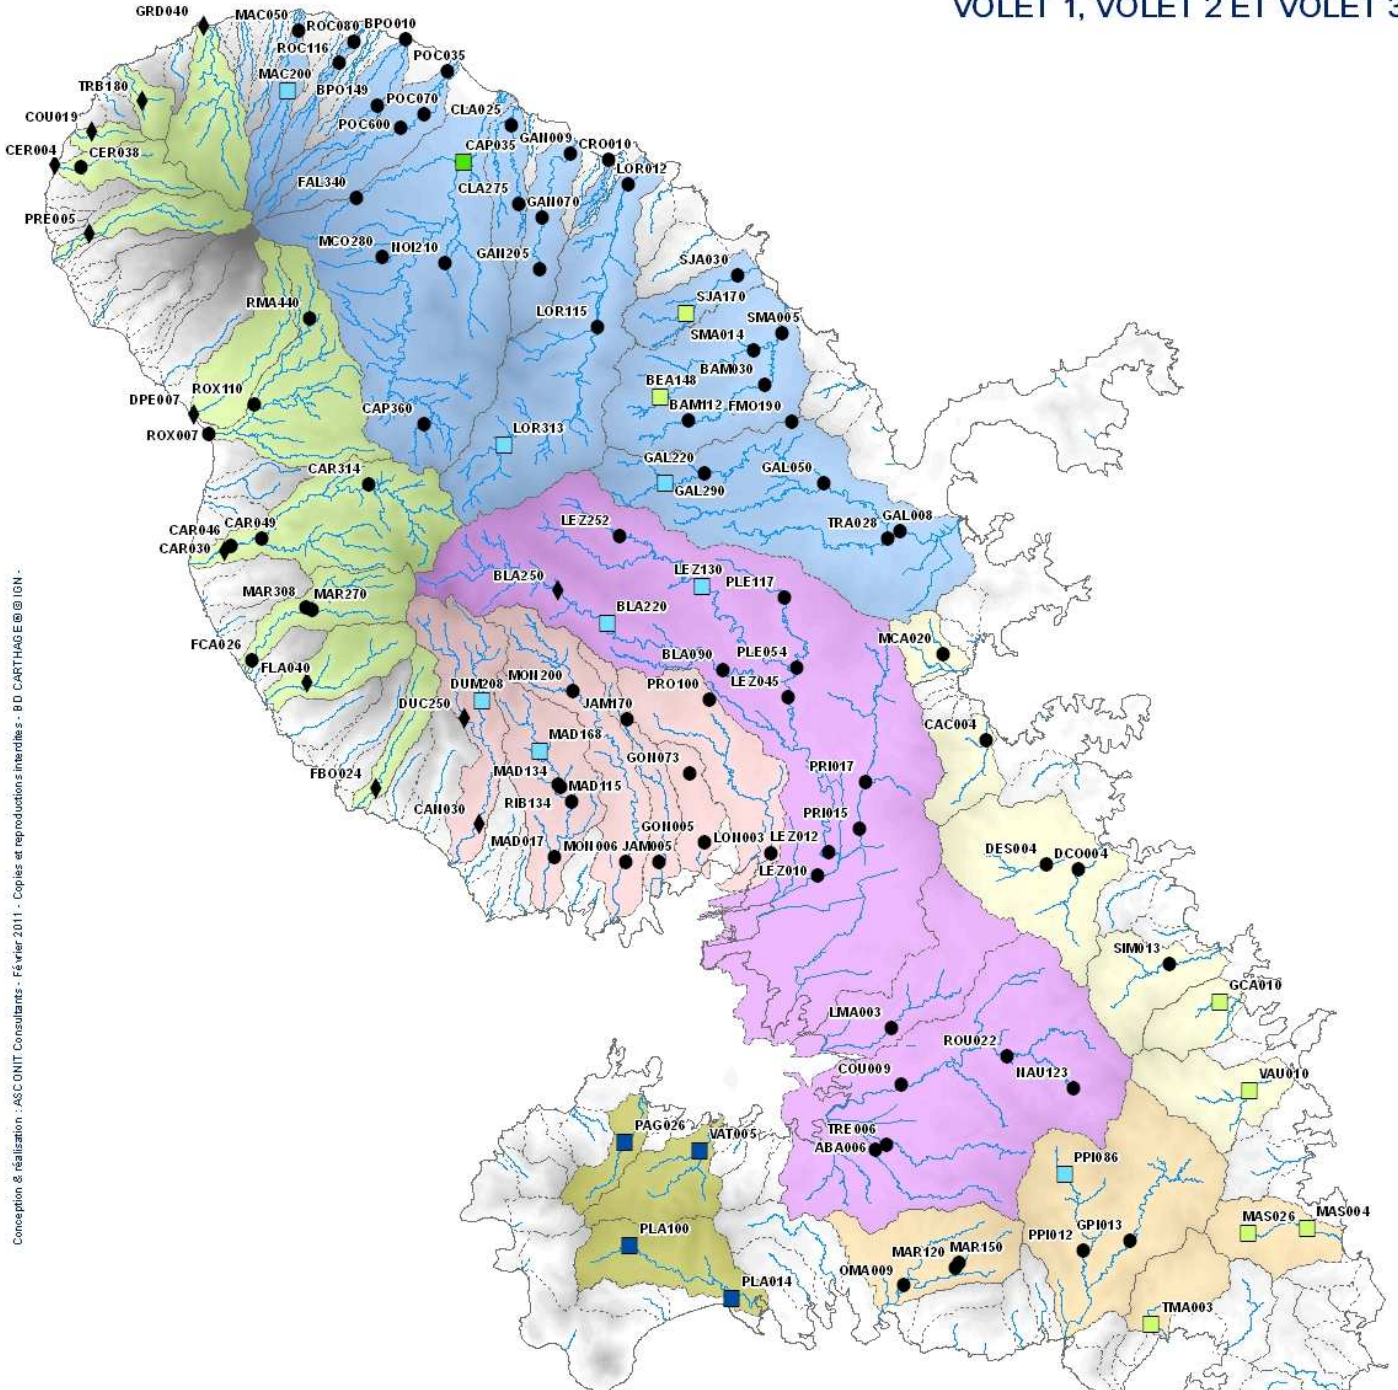 VOLET 1, VOLET 2 ET VOLET 3
GRD040
MAC050
ROC080
BPO010
ROC116
POC035
MAC200
TRB180
BPO149
POC070
CLA025
COU019
POC600
GAN009
CRO010
CER004
CER038
CAP035
LOR012
FAL340
CLA275
GAN070
PRE005
MCO280
NOI210
GAN205
SJA030
RMA440
LOR115
SJA170
SMA005
SMA014
BAM030
BEA148
ROX110
DPE007
CAP360
BAM112
FMO190
ROX007
LOR313
CAR314
GAL220
GAL050
GAL290
CAR046
CAR049
LEZ252
TRA028
GAL008
CAR030
BLA250
LEZ130
PLE117
MAR308
MAR270
BLA220
FCA026
FLA040
MCA020
BLA090
PLE054
DUM208
MON200
PRO100
LEZ045
DUC250
JAM170
CAC004
MAD168
GON073
PRI017
FBO024
MAD134
MAD115
CAN030
RIB134
PRI015
GON005
LON003
LEZ012
MAD017
MON006
JAM005
DES004
DCO004
LEZ010
SIM013
GCA010
LMA003
ROU022
COU009
NAU123
VAU010
PAG026
VAT005
TRE006
ABA006
PPI086
PLA100
MAS026
MAS004
MAR120
MAR150
PPI012
GPI013
OMA009
PLA014
TMA003
Conception & réalisation : ASCONIT Consultants - Février 2011 - Copies et reproductions interdites - BD CARTHAGE ® © IGN -